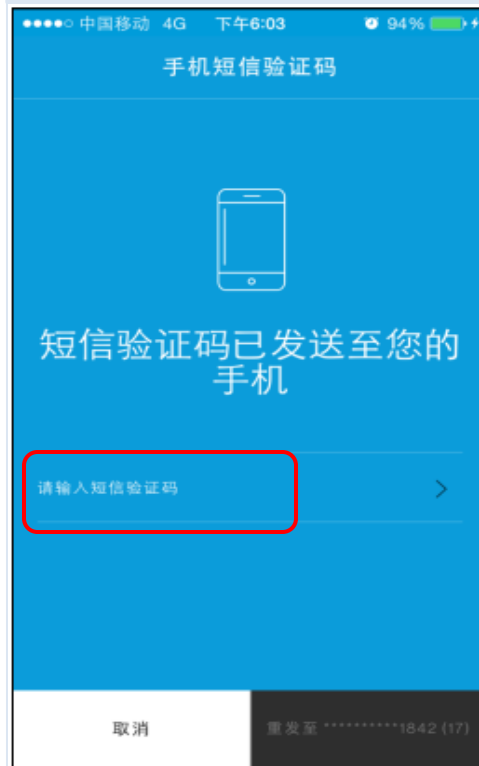 中国移动 4G 下午6:03 94%
手机短信验证码
短信验证码已发送至您的
手机
请输入短信验证码
取消 重发至 **********1842 (17)